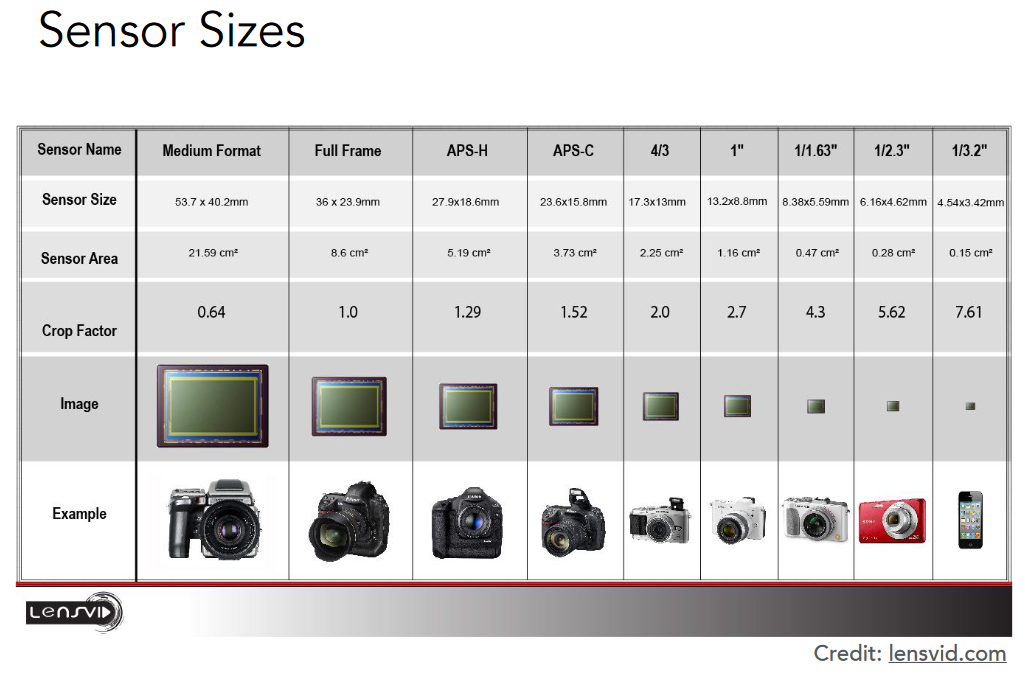 Sensor Sizes
Sensor Name Medium Format Full Frame APS-H APS-C 4/3 1" 1/1.63" 1/2.3" 1/3.2"
Sensor Size 53.7 x 40.2mm 36 x 23.9mm 27.9x18.6mm 23.6x15.8mm 17.3x13mm 13.2x8.8mm 8.38x5.59mm 6.16x4.62mm 4.54x3.42mm
Sensor Area 21.59 cm² 8.6 cm² 5.19 cm² 3.73 cm² 2.25 cm² 1.16 cm² 0.47 cm² 0.28 cm² 0.15 cm²
Crop Factor 0.64 1.0 1.29 1.52 2.0 2.7 4.3 5.62 7.61
Image
Example
LENSVID
Credit: lensvid.com